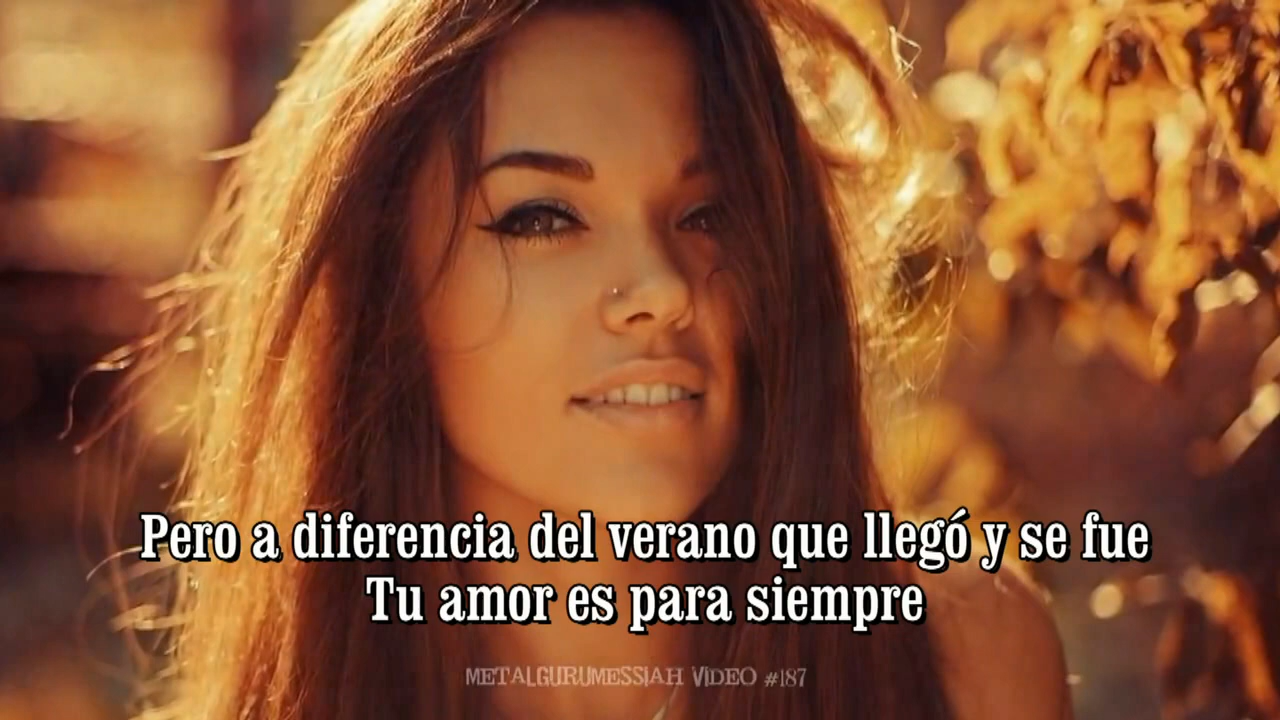 Pero a diferencia del verano que llegó y se fue
Tu amor es para siempre
METALGURUMESSIAH VIDEO #187